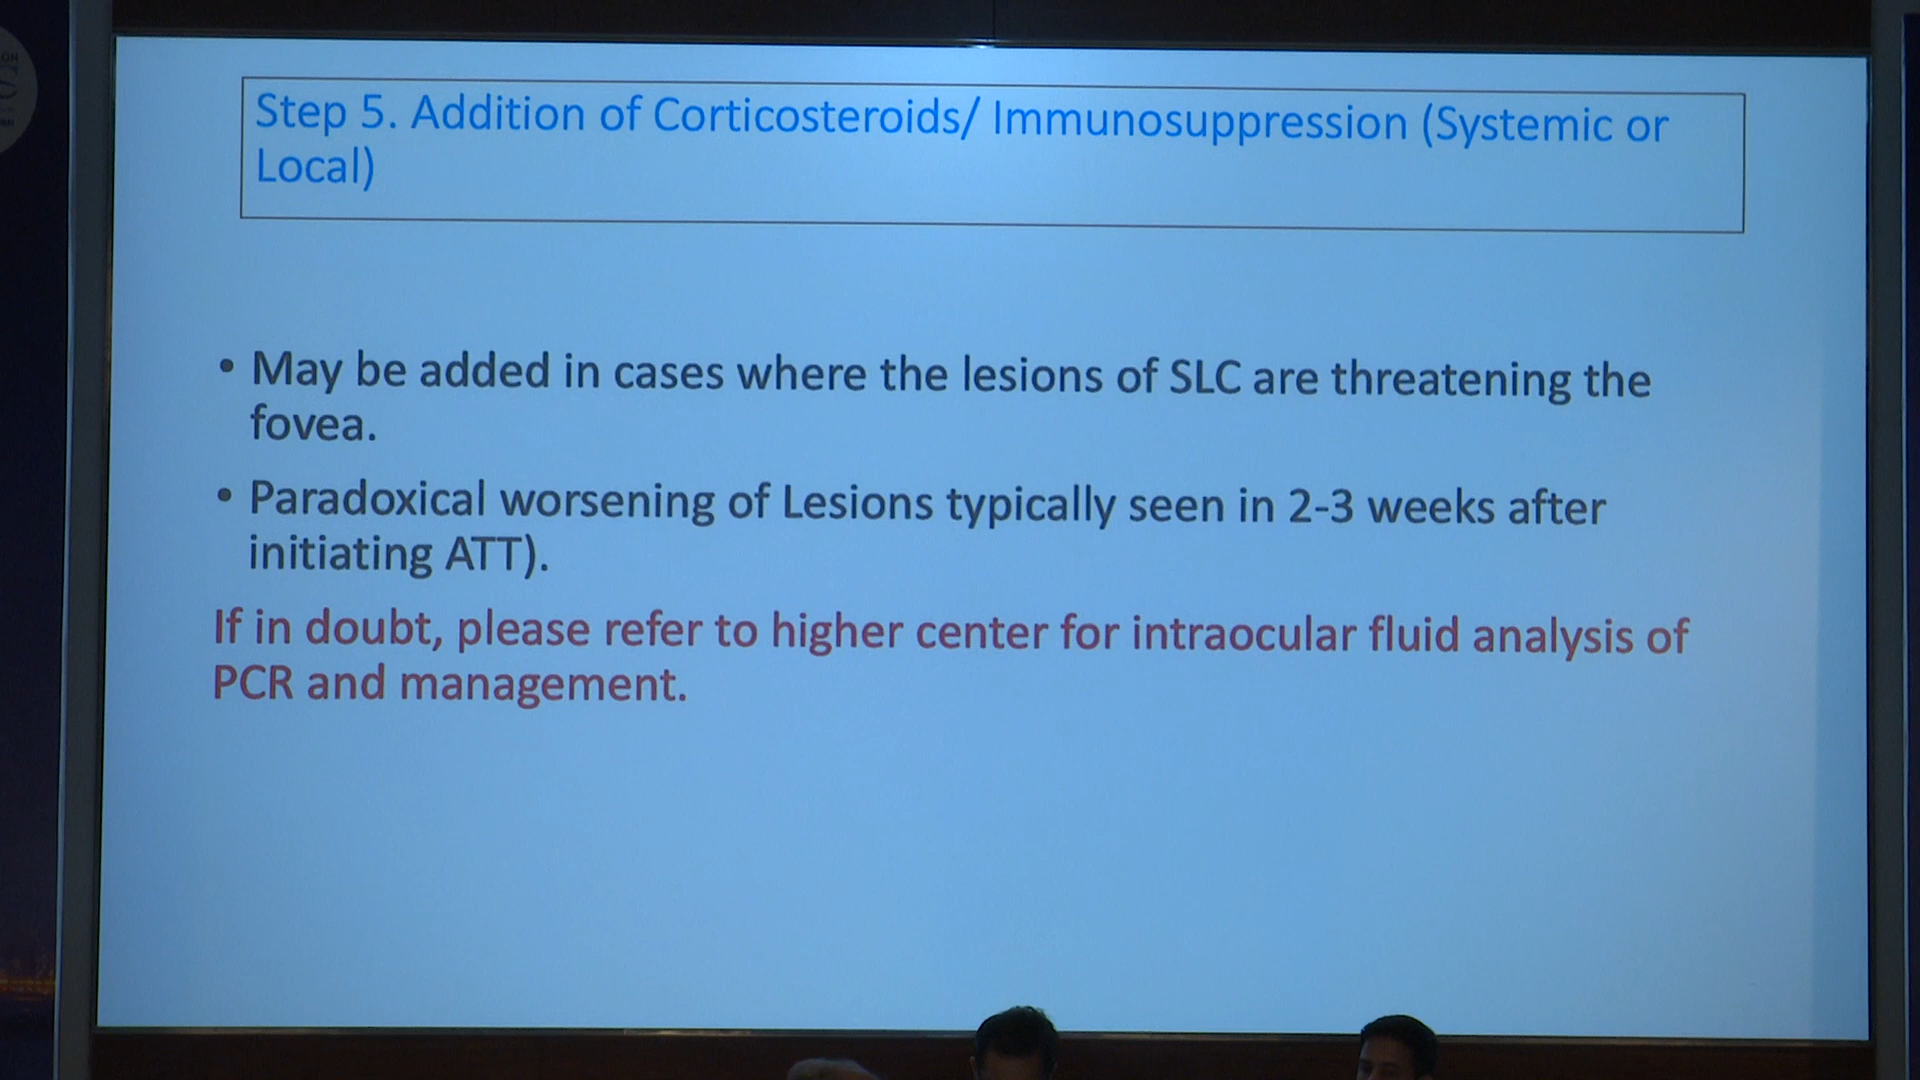 Step 5. Addition of Corticosteroids/ Immunosuppression (Systemic or
Local)
• May be added in cases where the lesions of SLC are threatening the
fovea.
• Paradoxical worsening of Lesions typically seen in 2-3 weeks after
initiating ATT).
If in doubt, please refer to higher center for intraocular fluid analysis of
PCR and management.